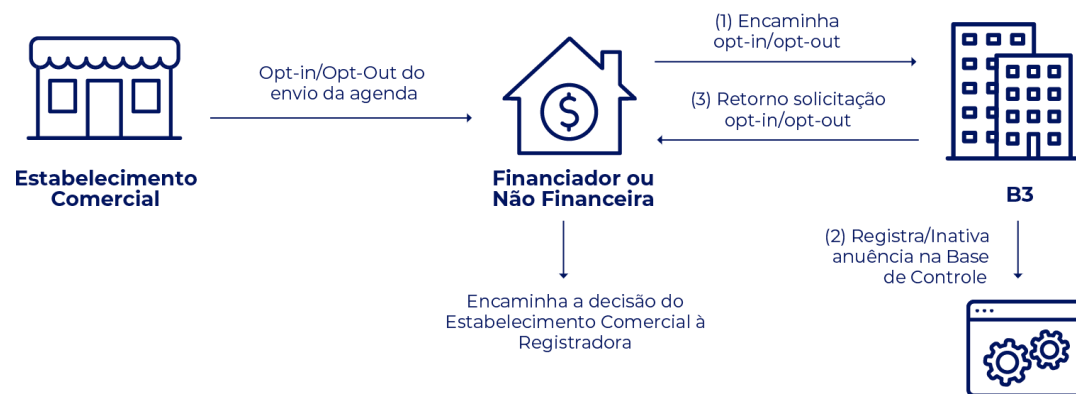 Estabelecimento
Comercial
Opt-in/Opt-Out do
envio da agenda
Financiador ou
Não Financeira
Encaminha a decisão do
Estabelecimento Comercial à
Registradora
(1) Encaminha
opt-in/opt-out
(3) Retorno solicitação
opt-in/opt-out
B3
(2) Registra/Inativa
anuência na Base
de Controle